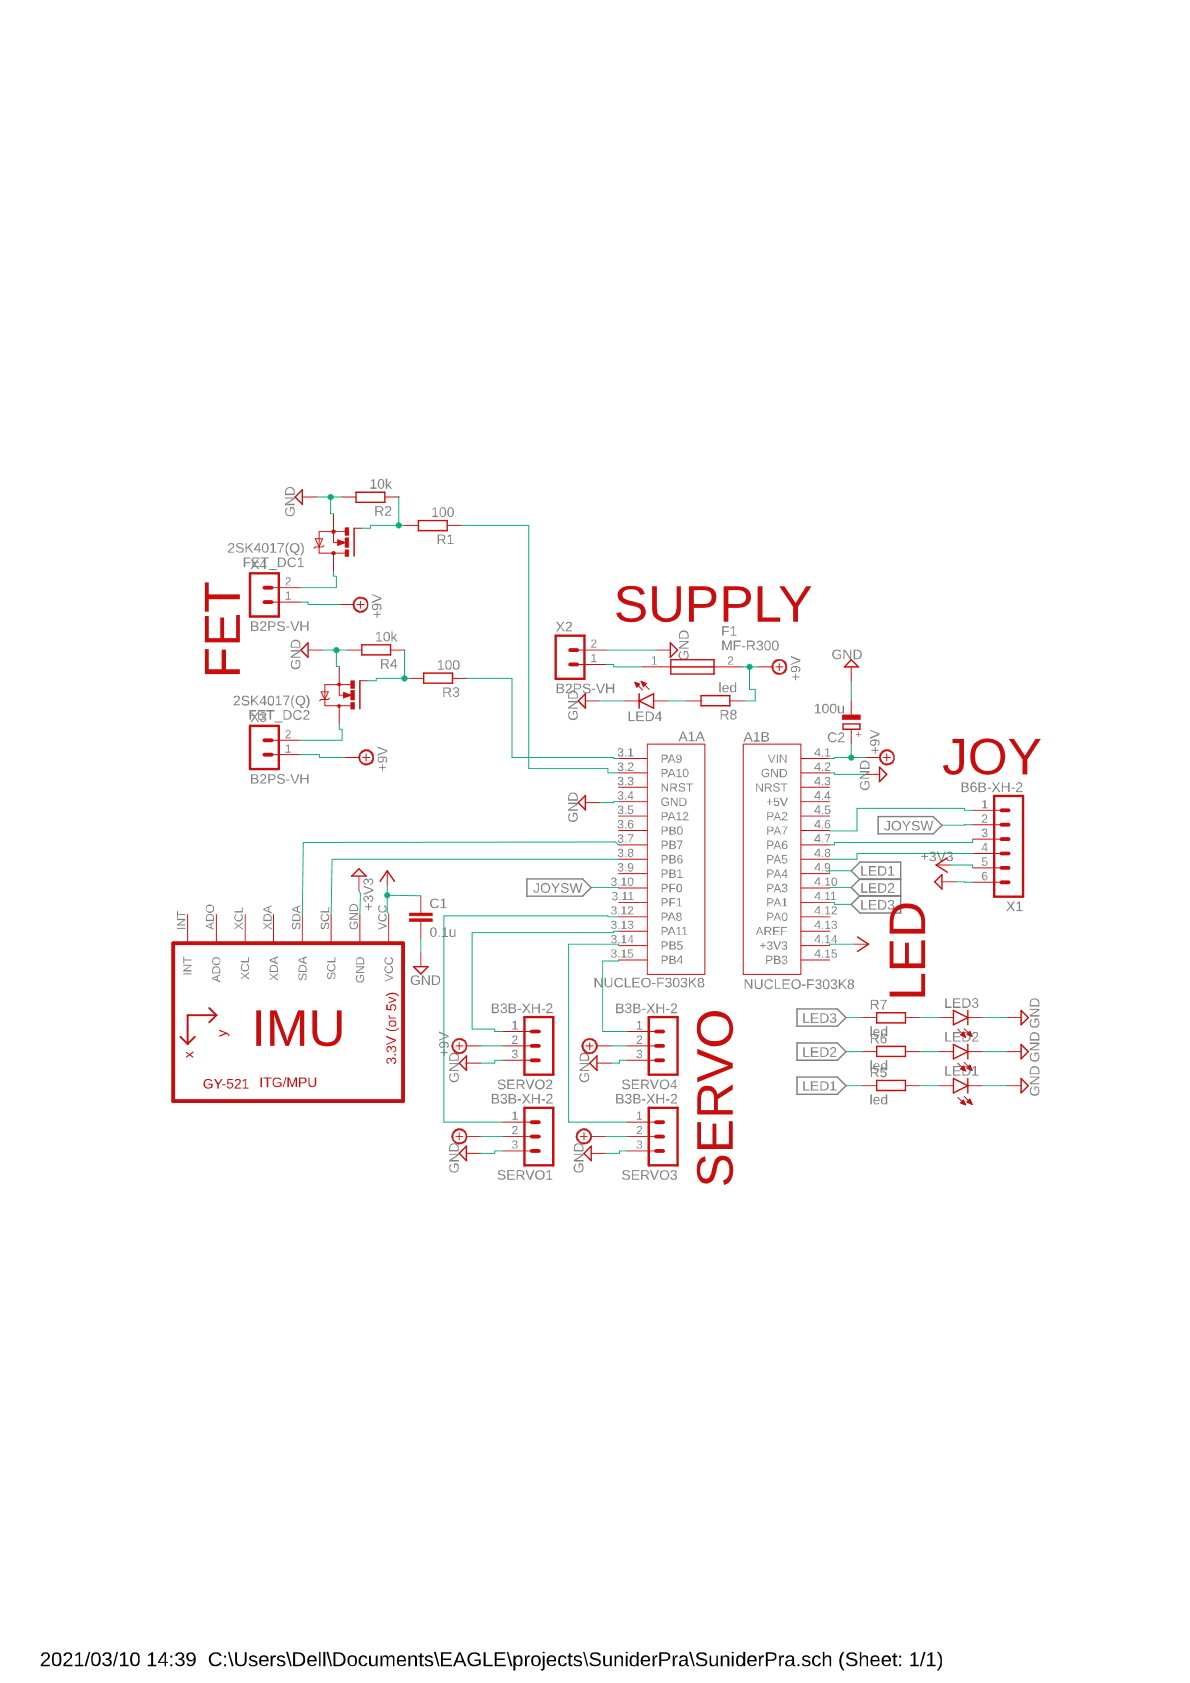 GND
10k
R2
100
R1
2SK4017(Q)
FET_DC1
X4
2
1
+9V
B2PS-VH
FET
GND
10k
R4
100
R3
2SK4017(Q)
FET_DC2
X3
2
1
+9V
B2PS-VH
SUPPLY
X2
2
1
B2PS-VH
GND
F1
MF-R300
1
2
+9V
GND
LED4
led
R8
GND
100u
C2
+
+9V
GND
A1A
3.1 PA9
3.2 PA10
3.3 NRST
3.4 GND
3.5 PA12
3.6 PB0
3.7 PB7
3.8 PB6
3.9 PB1
3.10 PF0
3.11 PF1
3.12 PA8
3.13 PA11
3.14 PB5
3.15 PB4
NUCLEO-F303K8
GND
JOYSW
A1B
VIN 4.1
GND 4.2
NRST 4.3
+5V 4.4
PA2 4.5
PA7 4.6
PA6 4.7
PA5 4.8
PA4 4.9
PA3 4.10
PA1 4.11
PA0 4.12
AREF 4.13
+3V3 4.14
PB3 4.15
NUCLEO-F303K8
JOY
B6B-XH-2
1
2
3
4
5
6
X1
JOYSW
+3V3
LED1
LED2
LED3
LED
INT
ADO
XCL
XDA
SDA
SCL
GND
VCC
+3V3
C1
0.1u
GND
INT
ADO
XCL
XDA
SDA
SCL
GND
VCC
3.3V (or 5v)
IMU
x
y
GY-521 ITG/MPU
B3B-XH-2
1
2
3
+9V
GND
SERVO2
B3B-XH-2
1
2
3
GND
SERVO4
B3B-XH-2
1
2
3
GND
SERVO1
B3B-XH-2
1
2
3
GND
SERVO3
SERVO
LED3
R7
led
LED3
GND
LED2
R6
led
LED2
GND
LED1
R5
led
LED1
GND
2021/03/10 14:39 C:\Users\Dell\Documents\EAGLE\projects\SuniderPra\SuniderPra.sch (Sheet: 1/1)